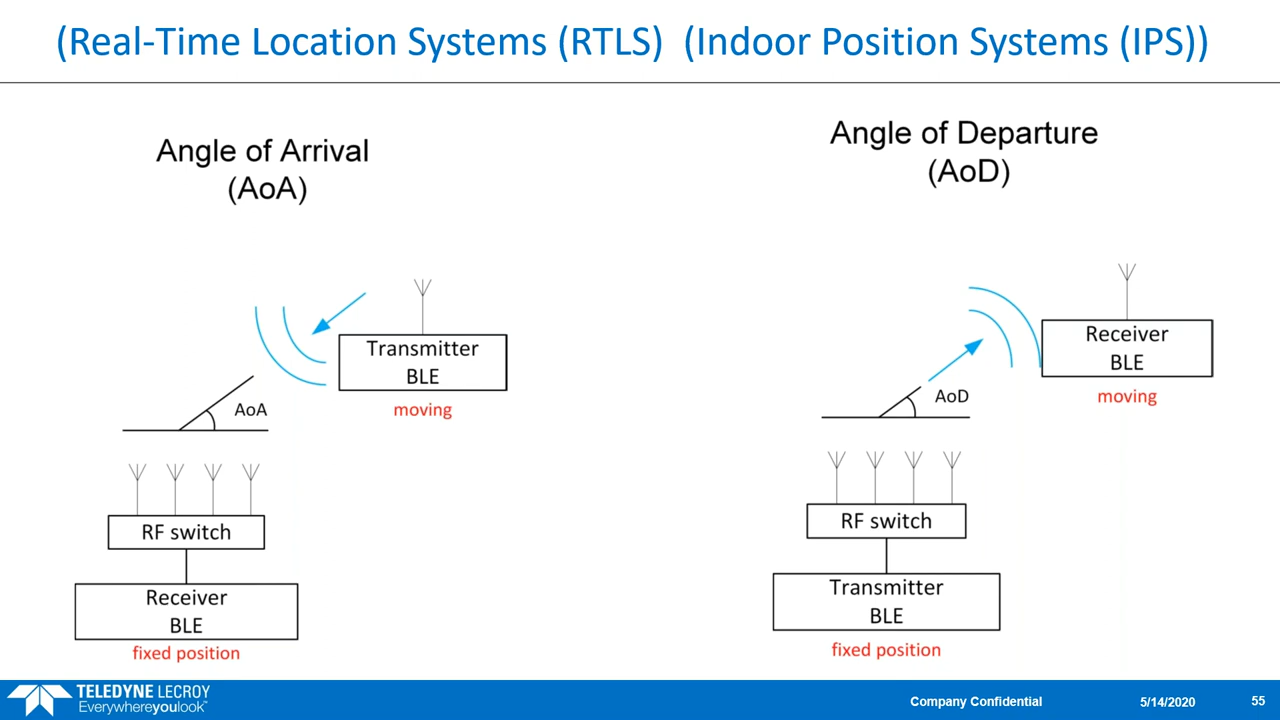 (Real-Time Location Systems (RTLS)  (Indoor Position Systems (IPS))
Angle of Arrival
(AoA)
Transmitter
BLE
moving
AoA
RF switch
Receiver
BLE
fixed position
Angle of Departure
(AoD)
Receiver
BLE
moving
AoD
RF switch
Transmitter
BLE
fixed position
TELEDYNE LECROY
Everywhereyoulook™
Company Confidential
5/14/2020
55